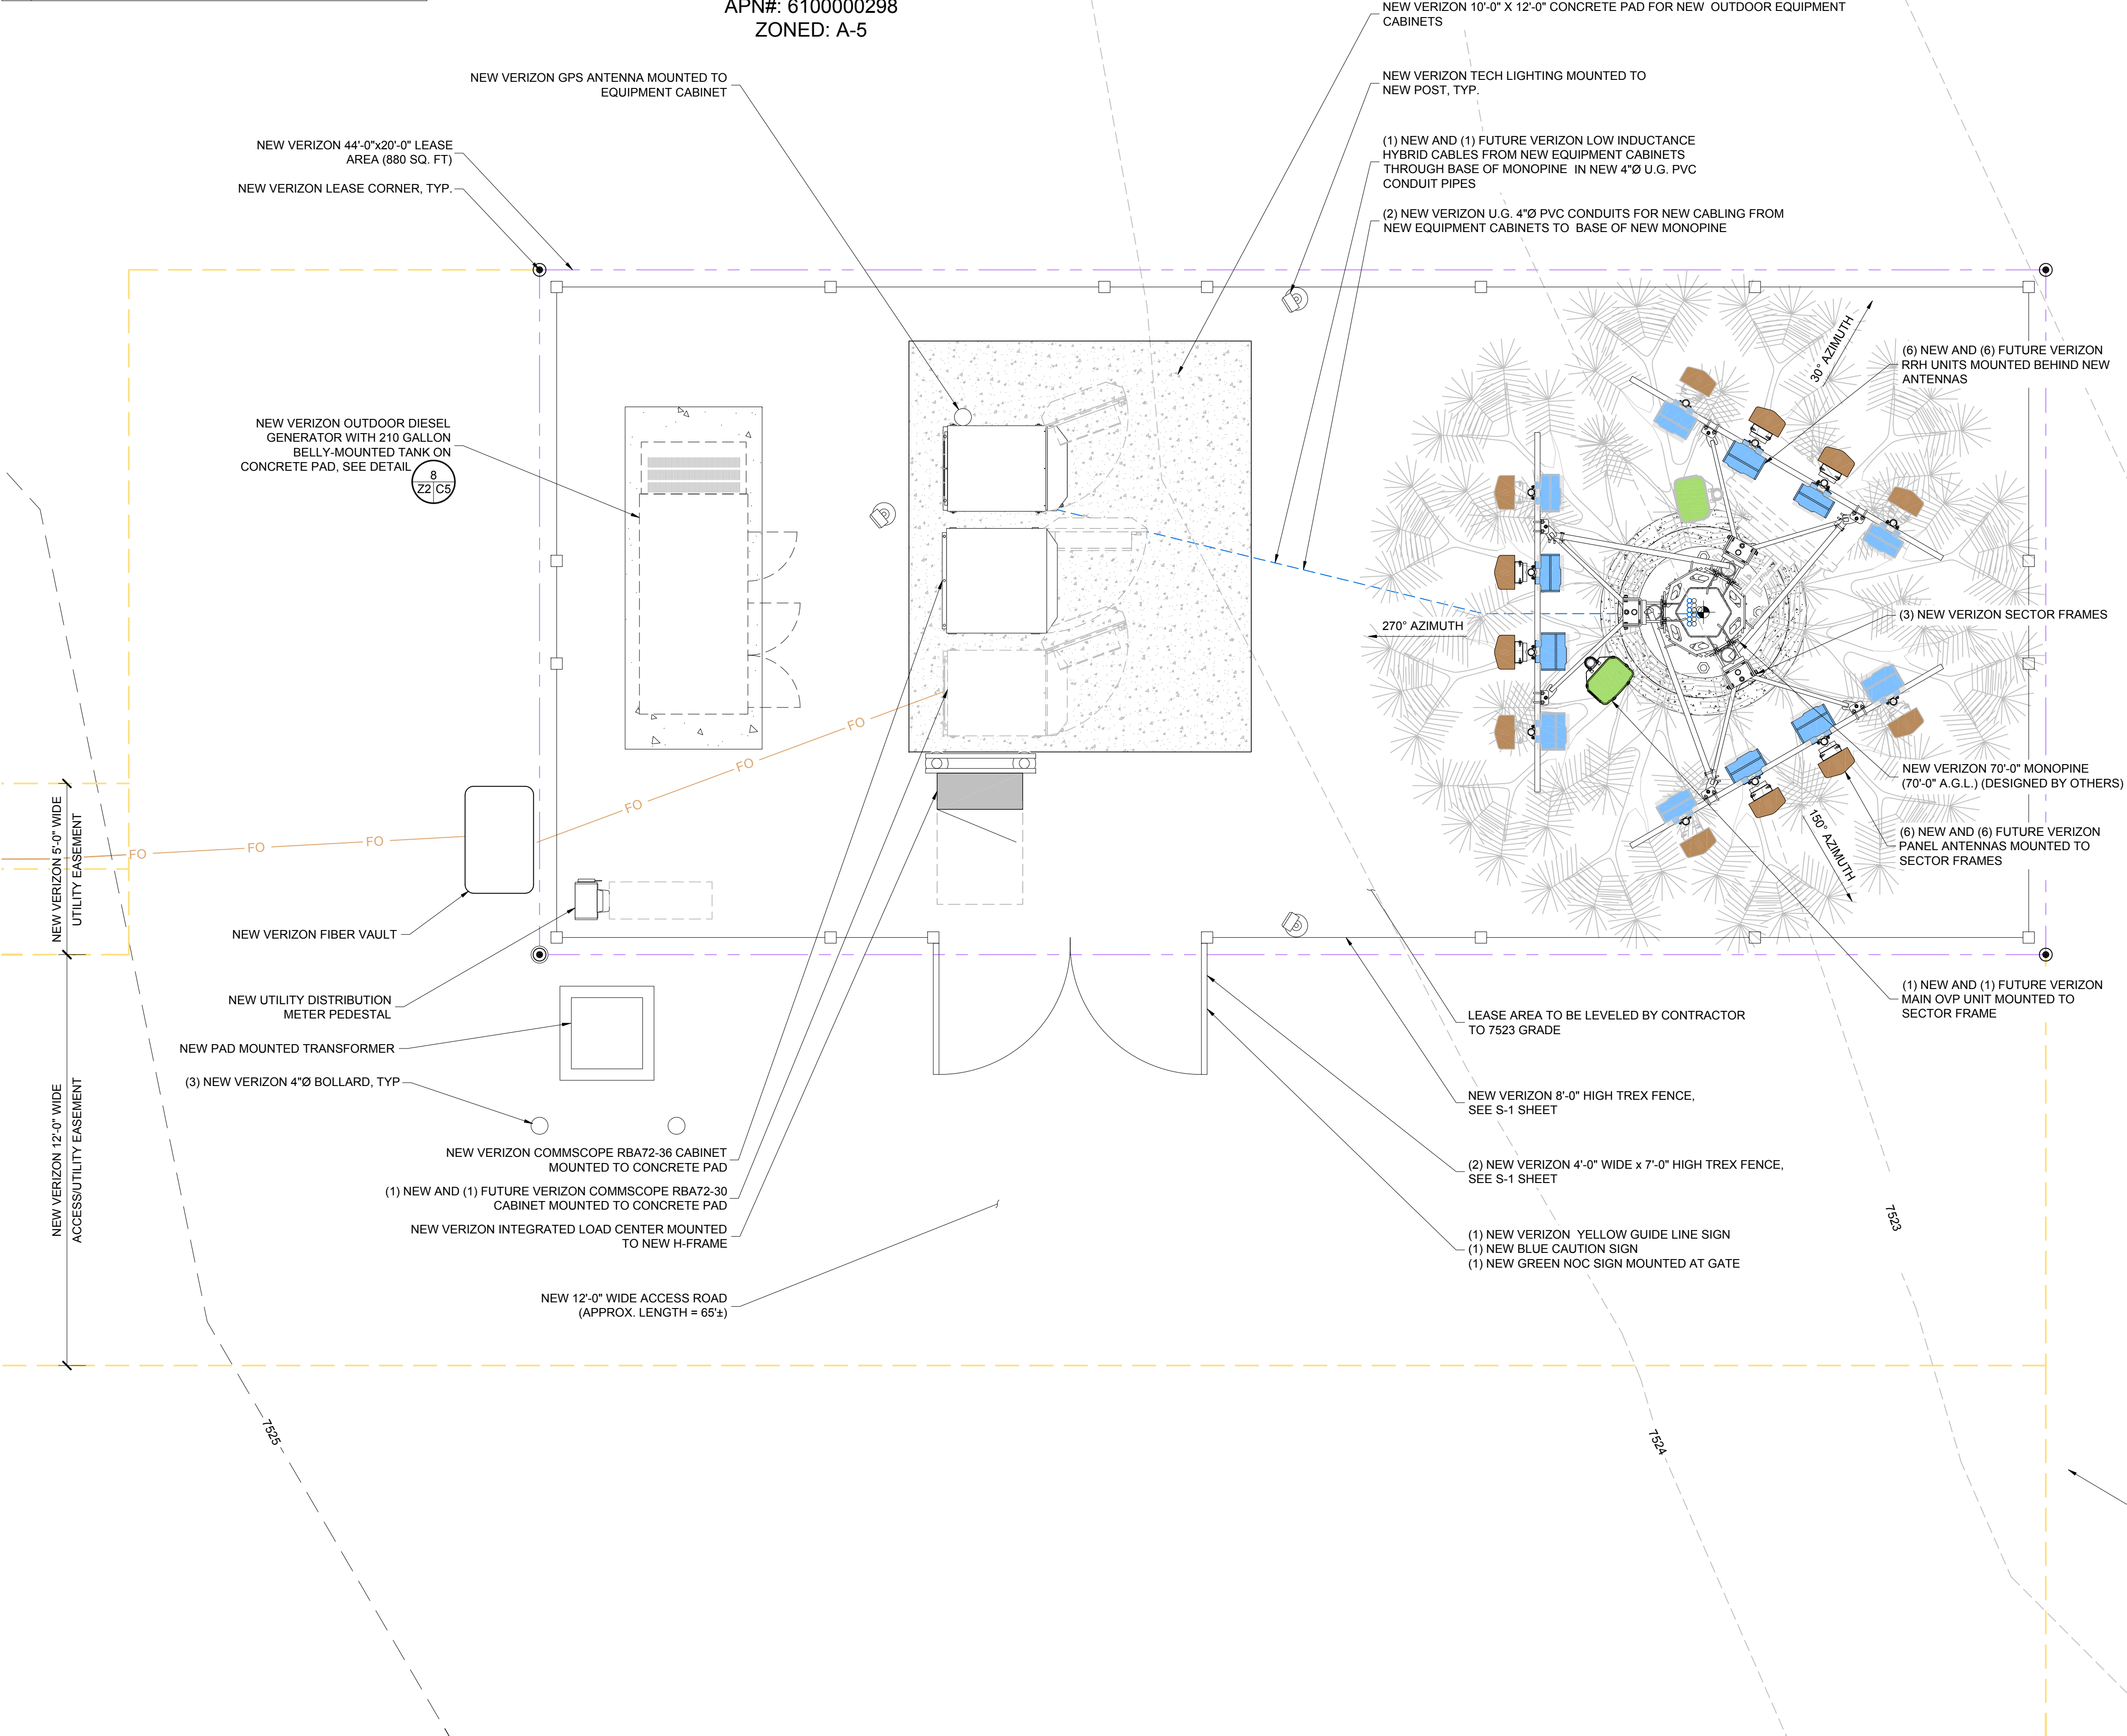 APN#: 6100000298
ZONED: A-5
NEW VERIZON 10'-0" X 12'-0" CONCRETE PAD FOR NEW OUTDOOR EQUIPMENT
CABINETS
NEW VERIZON GPS ANTENNA MOUNTED TO
EQUIPMENT CABINET
NEW VERIZON TECH LIGHTING MOUNTED TO
NEW POST, TYP.
NEW VERIZON 44'-0"x20'-0" LEASE
AREA (880 SQ. FT)
NEW VERIZON LEASE CORNER, TYP.
(1) NEW AND (1) FUTURE VERIZON LOW INDUCTANCE
HYBRID CABLES FROM NEW EQUIPMENT CABINETS
THROUGH BASE OF MONOPINE IN NEW 4"Ø U.G. PVC
CONDUIT PIPES
(2) NEW VERIZON U.G. 4"Ø PVC CONDUITS FOR NEW CABLING FROM
NEW EQUIPMENT CABINETS TO BASE OF NEW MONOPINE
30° AZIMUTH
(6) NEW AND (6) FUTURE VERIZON
RRH UNITS MOUNTED BEHIND NEW
ANTENNAS
NEW VERIZON OUTDOOR DIESEL
GENERATOR WITH 210 GALLON
BELLY-MOUNTED TANK ON
CONCRETE PAD, SEE DETAIL
8
Z2 C5
270° AZIMUTH
(3) NEW VERIZON SECTOR FRAMES
FO
FO
FO
FO
FO
FO
NEW VERIZON 70'-0" MONOPINE
(70'-0" A.G.L.) (DESIGNED BY OTHERS)
150° AZIMUTH
(6) NEW AND (6) FUTURE VERIZON
PANEL ANTENNAS MOUNTED TO
SECTOR FRAMES
NEW VERIZON 5'-0" WIDE
UTILITY EASEMENT
NEW VERIZON FIBER VAULT
NEW UTILITY DISTRIBUTION
METER PEDESTAL
NEW PAD MOUNTED TRANSFORMER
(3) NEW VERIZON 4"Ø BOLLARD, TYP
(1) NEW AND (1) FUTURE VERIZON
MAIN OVP UNIT MOUNTED TO
SECTOR FRAME
LEASE AREA TO BE LEVELED BY CONTRACTOR
TO 7523 GRADE
NEW VERIZON 12'-0" WIDE
ACCESS/UTILITY EASEMENT
NEW VERIZON 8'-0" HIGH TREX FENCE,
SEE S-1 SHEET
NEW VERIZON COMMSCOPE RBA72-36 CABINET
MOUNTED TO CONCRETE PAD
(1) NEW AND (1) FUTURE VERIZON COMMSCOPE RBA72-30
CABINET MOUNTED TO CONCRETE PAD
NEW VERIZON INTEGRATED LOAD CENTER MOUNTED
TO NEW H-FRAME
(2) NEW VERIZON 4'-0" WIDE x 7'-0" HIGH TREX FENCE,
SEE S-1 SHEET
(1) NEW VERIZON YELLOW GUIDE LINE SIGN
(1) NEW BLUE CAUTION SIGN
(1) NEW GREEN NOC SIGN MOUNTED AT GATE
NEW 12'-0" WIDE ACCESS ROAD
(APPROX. LENGTH = 65'±)
7523
7525
7524